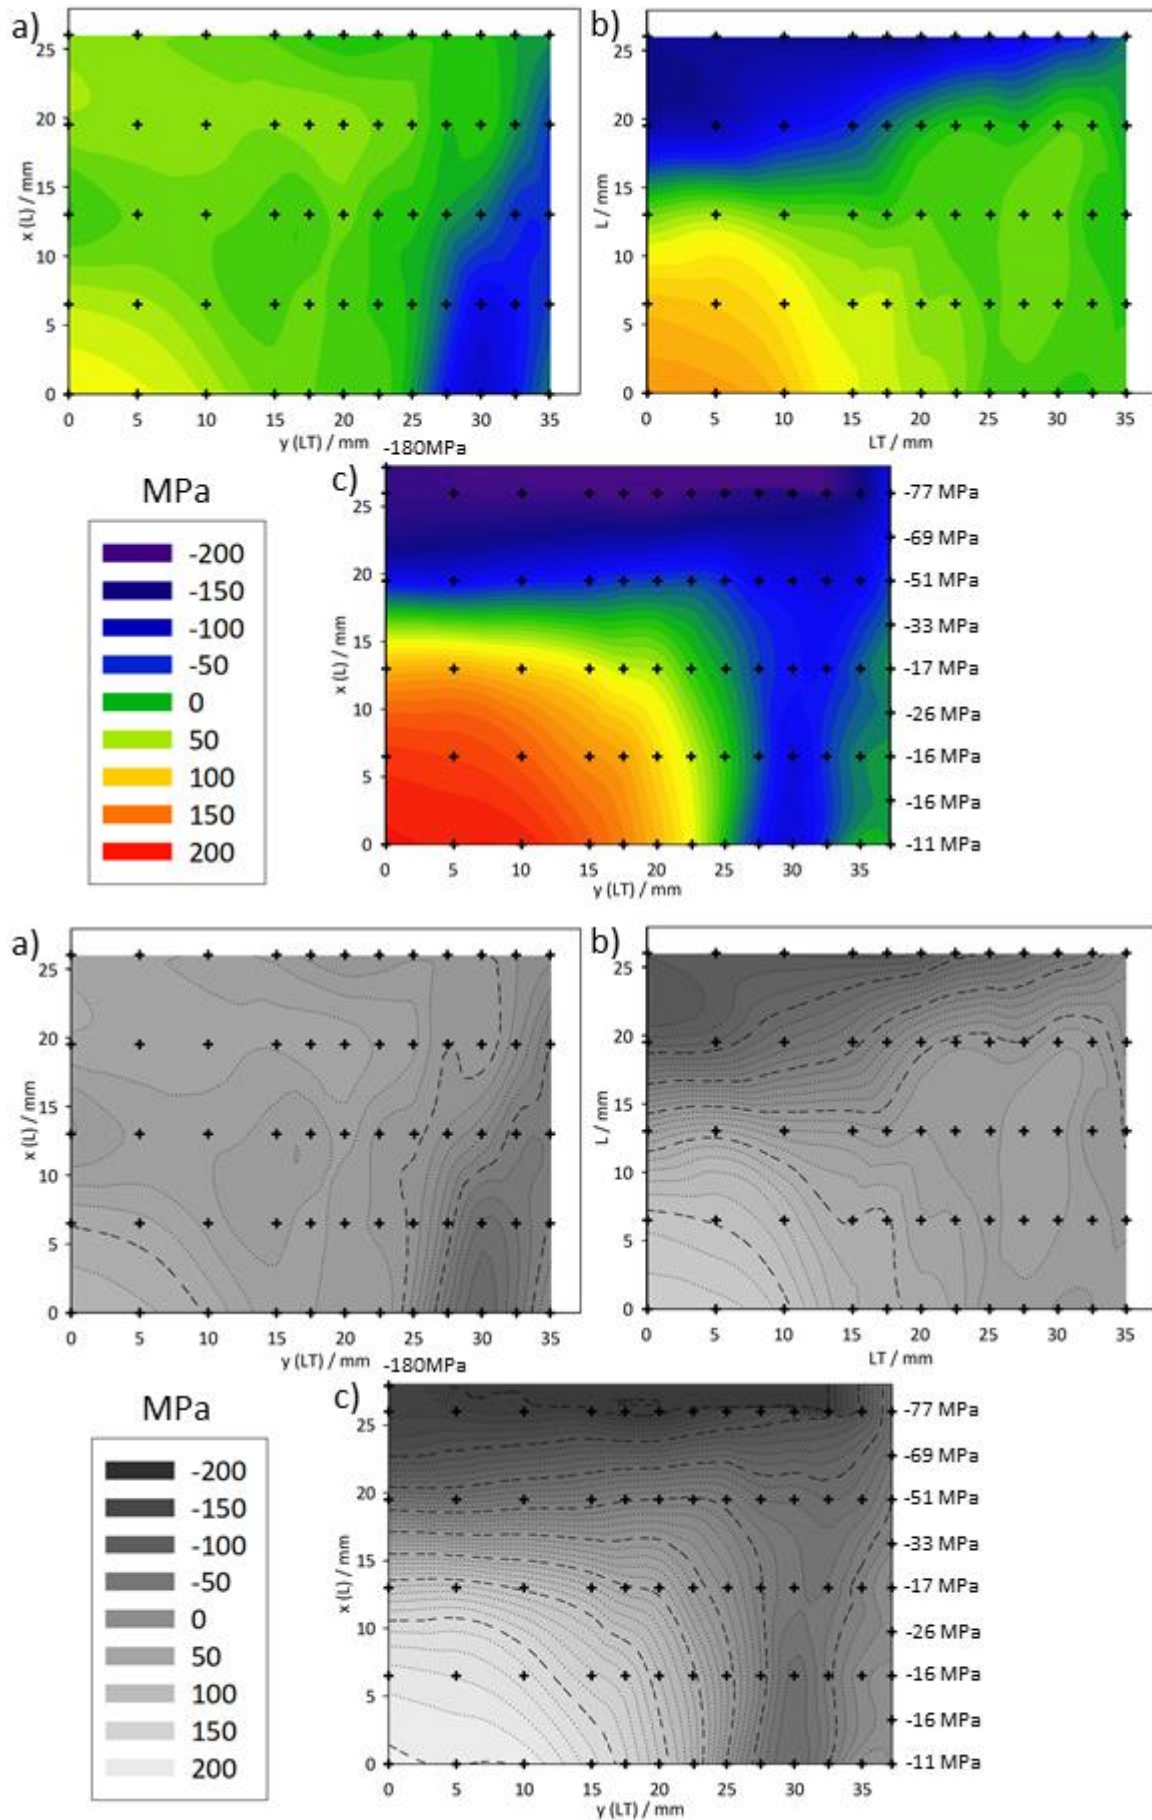 a)
25
20
15
10
5
0
x (L) / mm
0 5 10 15 20 25 30 35
y (LT) / mm
b)
25
20
15
10
5
0
L / mm
0 5 10 15 20 25 30 35
LT / mm
MPa
-200
-150
-100
-50
0
50
100
150
200
-180MPa
c)
25
20
15
10
5
0
x (L) / mm
0 5 10 15 20 25 30 35
y (LT) / mm
-77 MPa
-69 MPa
-51 MPa
-33 MPa
-17 MPa
-26 MPa
-16 MPa
-16 MPa
-11 MPa
a)
25
20
15
10
5
0
x (L) / mm
0 5 10 15 20 25 30 35
y (LT) / mm
b)
25
20
15
10
5
0
L / mm
0 5 10 15 20 25 30 35
LT / mm
MPa
-200
-150
-100
-50
0
50
100
150
200
-180MPa
c)
25
20
15
10
5
0
x (L) / mm
0 5 10 15 20 25 30 35
y (LT) / mm
-77 MPa
-69 MPa
-51 MPa
-33 MPa
-17 MPa
-26 MPa
-16 MPa
-16 MPa
-11 MPa